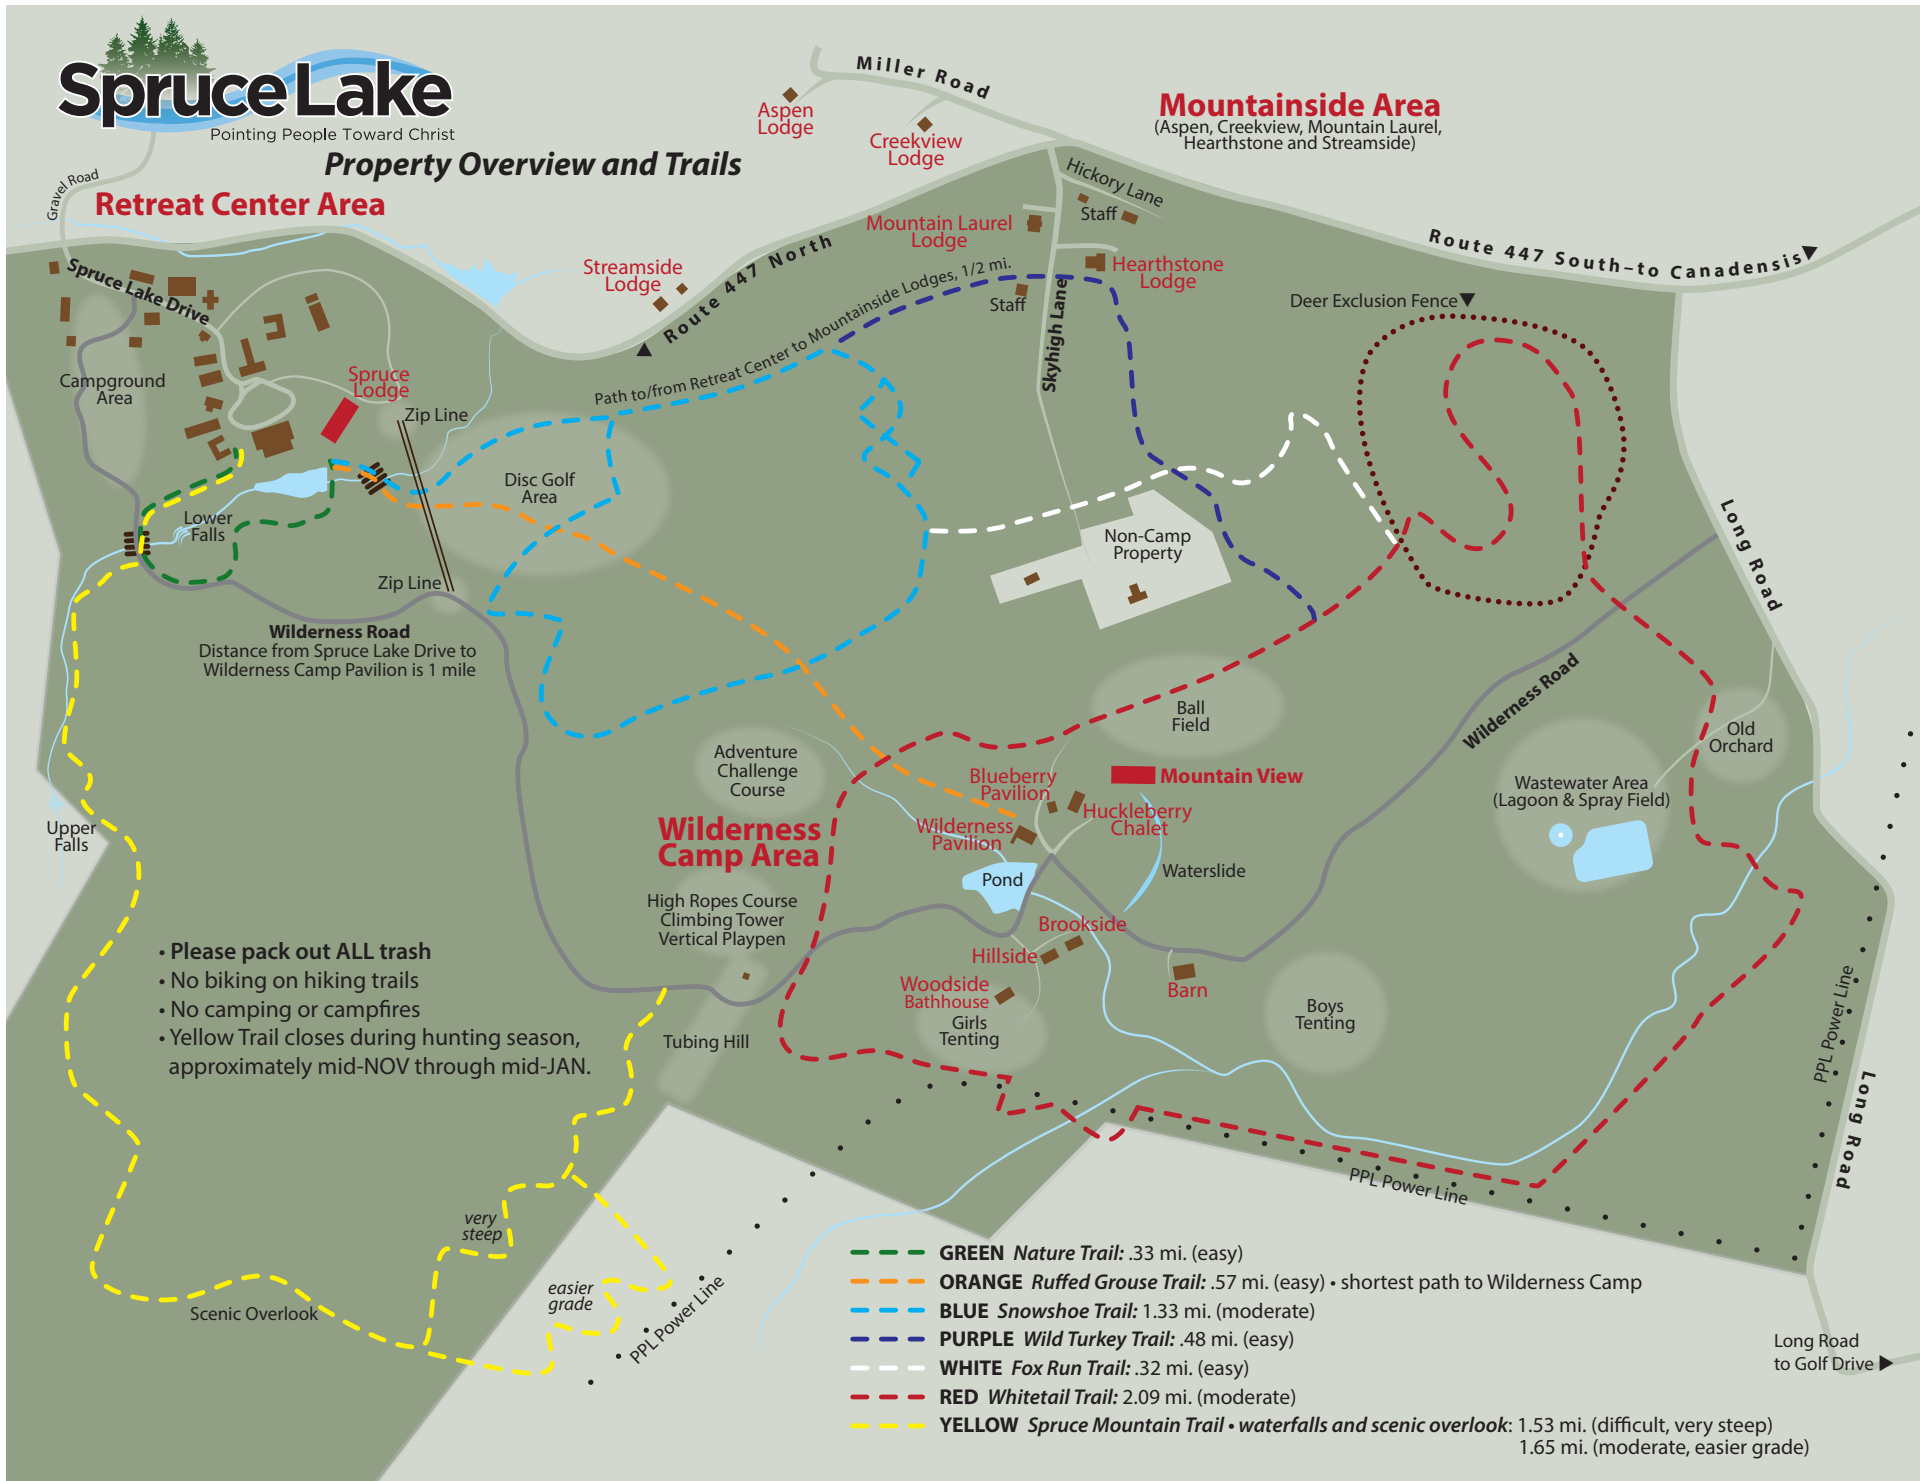 Spruce Lake
Pointing People Toward Christ
Property Overview and Trails
Miller Road
Aspen
Lodge
Creekview
Lodge
Mountainside Area
(Aspen, Creekview, Mountain Laurel,
Hearthstone and Streamside)
Gravel Road
Retreat Center Area
Hickory Lane
Staff
Mountain Laurel
Lodge
Route 447 North
Route 447 South–to Canadensis
Spruce Lake Drive
Streamside
Lodge
Hearthstone
Lodge
Staff
Deer Exclusion Fence
Path to/from Retreat Center to Mountainside Lodges, 1/2 mi.
Skyhigh Lane
Campground
Area
Spruce
Lodge
Zip Line
Disc Golf
Area
Lower
Falls
Zip Line
Non-Camp
Property
Long Road
Wilderness Road
Distance from Spruce Lake Drive to
Wilderness Camp Pavilion is 1 mile
Wilderness Road
Ball
Field
Old
Orchard
Adventure
Challenge
Course
Blueberry
Pavilion
Mountain View
Huckleberry
Chalet
Wastewater Area
(Lagoon & Spray Field)
Upper
Falls
Wilderness
Camp Area
Wilderness
Pavilion
Pond
Waterslide
High Ropes Course
Climbing Tower
Vertical Playpen
Brookside
Hillside
Woodside
Bathhouse
Girls
Tenting
Barn
Boys
Tenting
Tubing Hill
PPL Power Line
Long Road
• Please pack out ALL trash
• No biking on hiking trails
• No camping or campfires
• Yellow Trail closes during hunting season,
approximately mid-NOV through mid-JAN.
PPL Power Line
very
steep
easier
grade
Scenic Overlook
PPL Power Line
GREEN Nature Trail: .33 mi. (easy)
ORANGE Ruffed Grouse Trail: .57 mi. (easy) • shortest path to Wilderness Camp
BLUE Snowshoe Trail: 1.33 mi. (moderate)
PURPLE Wild Turkey Trail: .48 mi. (easy)
WHITE Fox Run Trail: .32 mi. (easy)
RED Whitetail Trail: 2.09 mi. (moderate)
YELLOW Spruce Mountain Trail • waterfalls and scenic overlook: 1.53 mi. (difficult, very steep)
1.65 mi. (moderate, easier grade)
Long Road
to Golf Drive